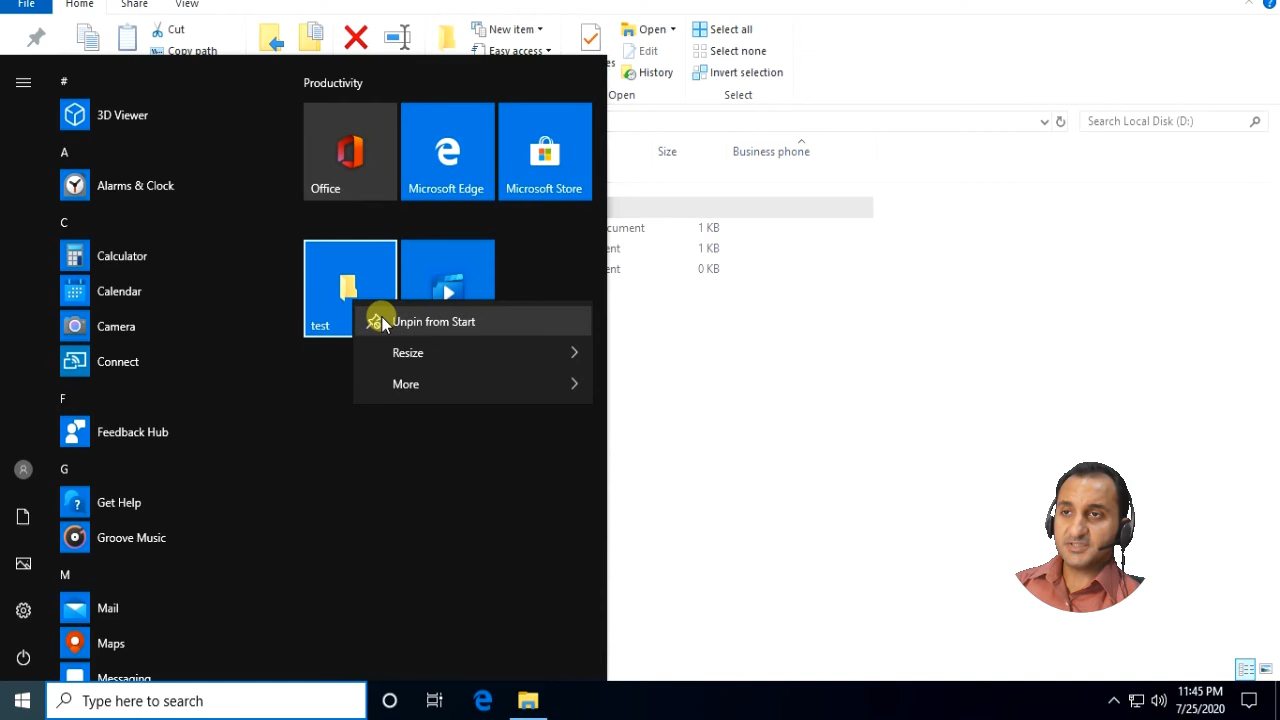 File Home Share View
Cut
Copy path
New item
Easy access
Open
Edit
History
Open
Select all
Select none
Invert selection
Select
Search Local Disk (D:)
Size Business phone
1 KB
1 KB
0 KB
#
3D Viewer
A
Alarms & Clock
C
Calculator
Calendar
Camera
Connect
F
Feedback Hub
G
Get Help
Groove Music
M
Mail
Maps
Messaging
Productivity
Office
Microsoft Edge
Microsoft Store
test
Unpin from Start
Resize
More
Type here to search
11:45 PM
7/25/2020